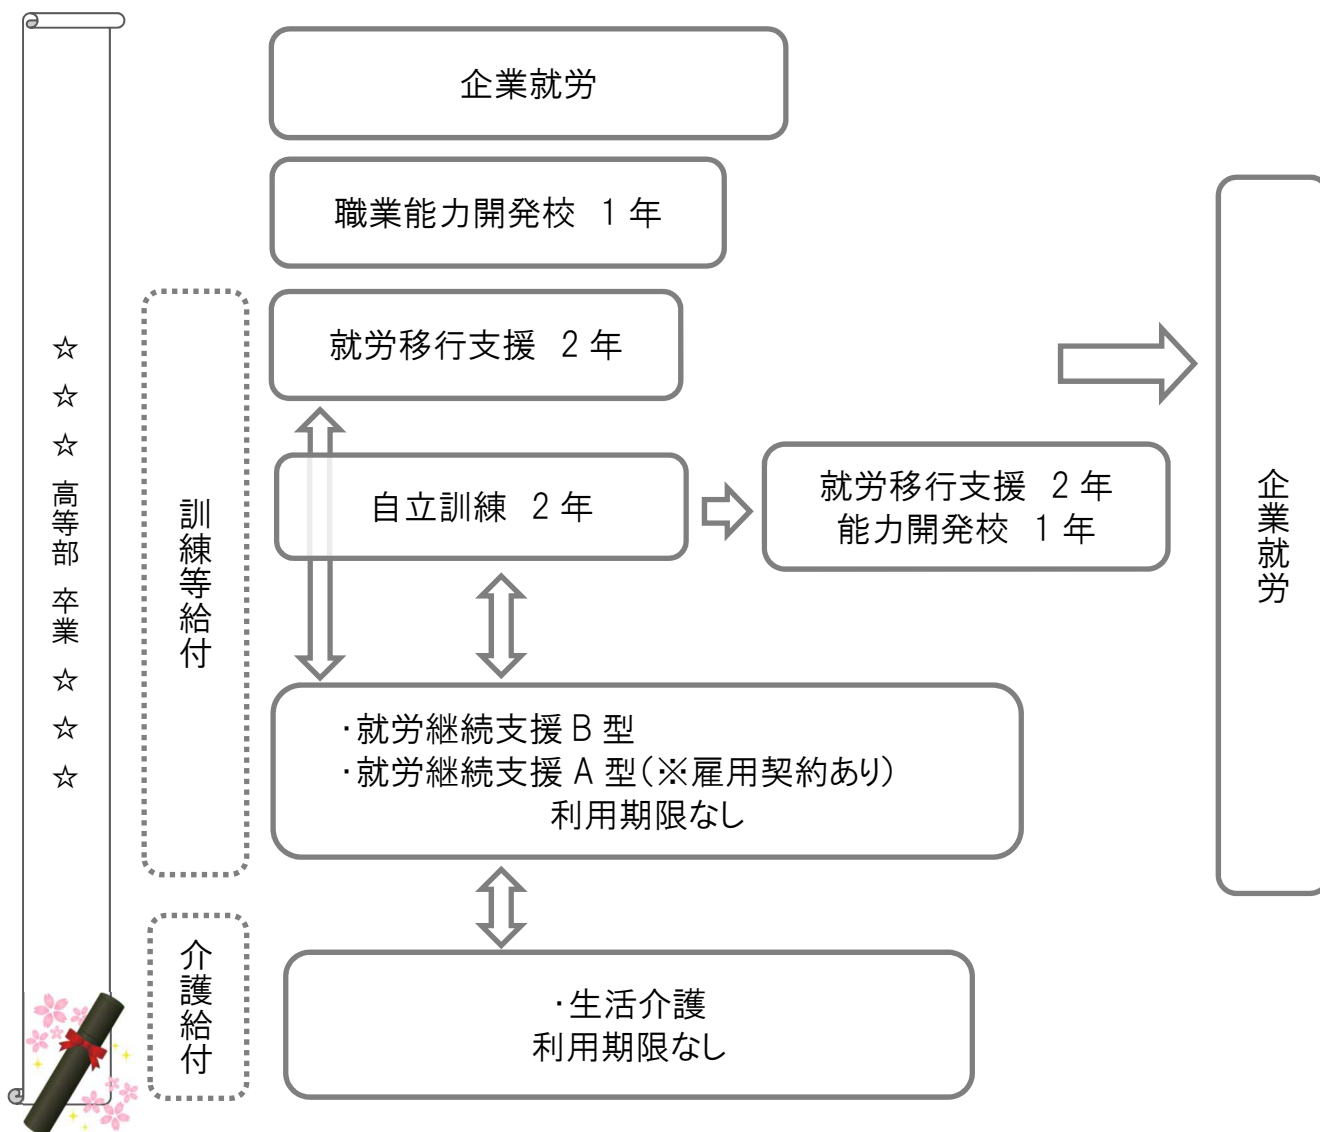 ☆☆☆高等部 卒業☆☆☆
企業就労
職業能力開発校 1年
訓練等給付
就労移行支援 2年
自立訓練 2年
就労移行支援 2年
能力開発校 1年
企業就労
・就労継続支援B型
・就労継続支援A型(※雇用契約あり)
利用期限なし
介護給付
・生活介護
利用期限なし